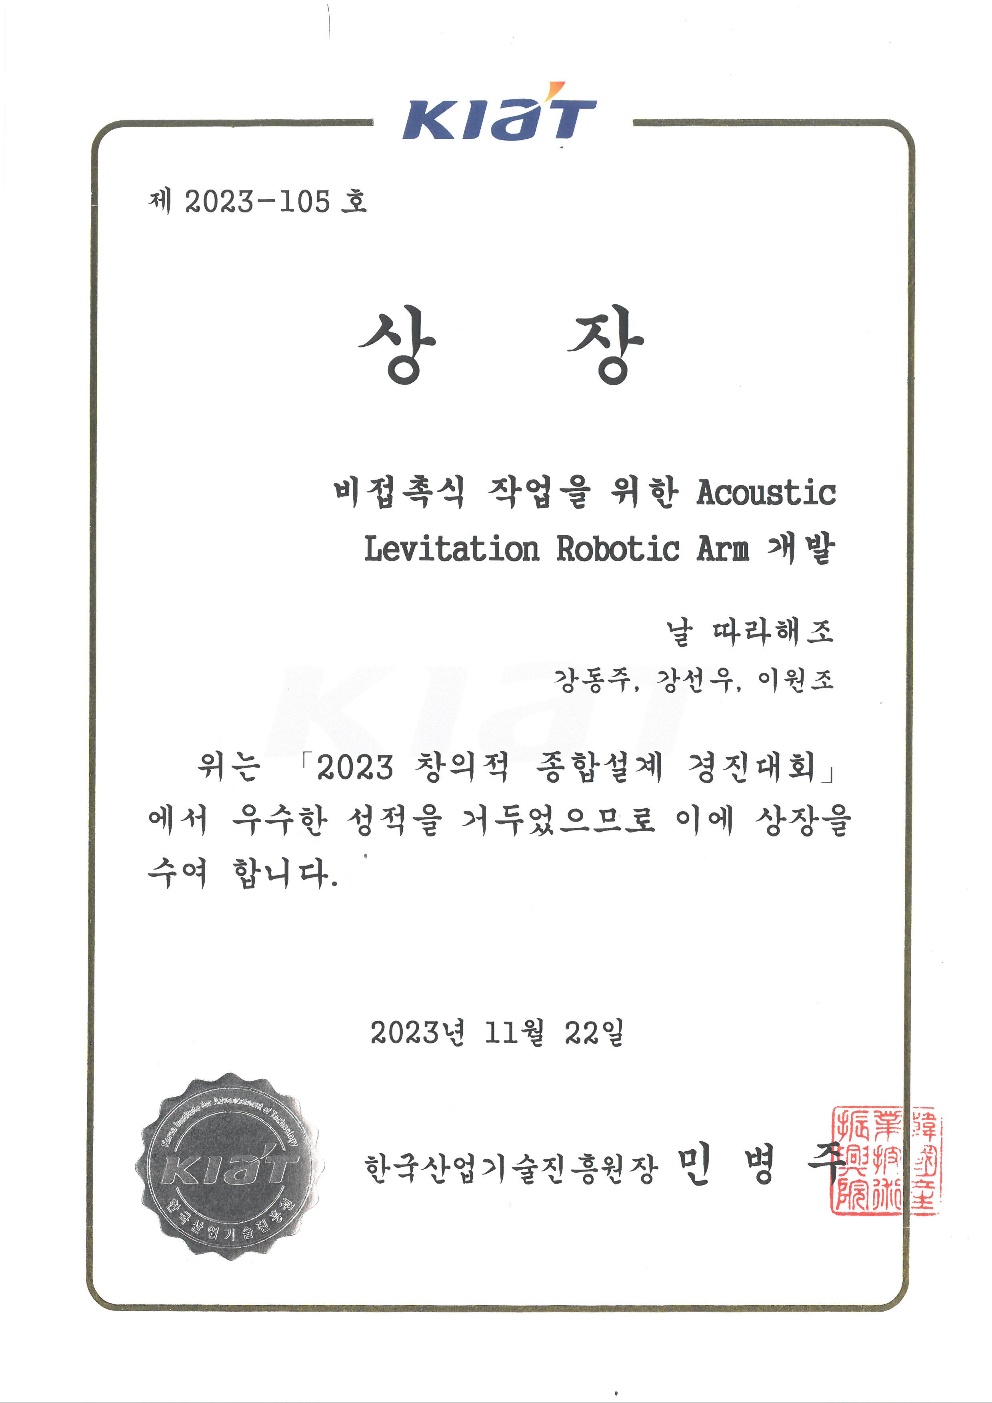 KIAT
제 2023-105 호
상 장
비접촉식 작업을 위한 Acoustic
Levitation Robotic Arm 개발
날 따라해조
강동주, 강선우, 이원조
KIAT
위는 「2023 창의적 종합설계 경진대회」
에서 우수한 성적을 거두었으므로 이에 상장을
수여 합니다.
2023년 11월 22일
Korea Institute for Advancement of Technology
KIAT
한국산업기술진흥원
한국산업기술진흥원장 민 병 주
韓國産
業技術
振興院